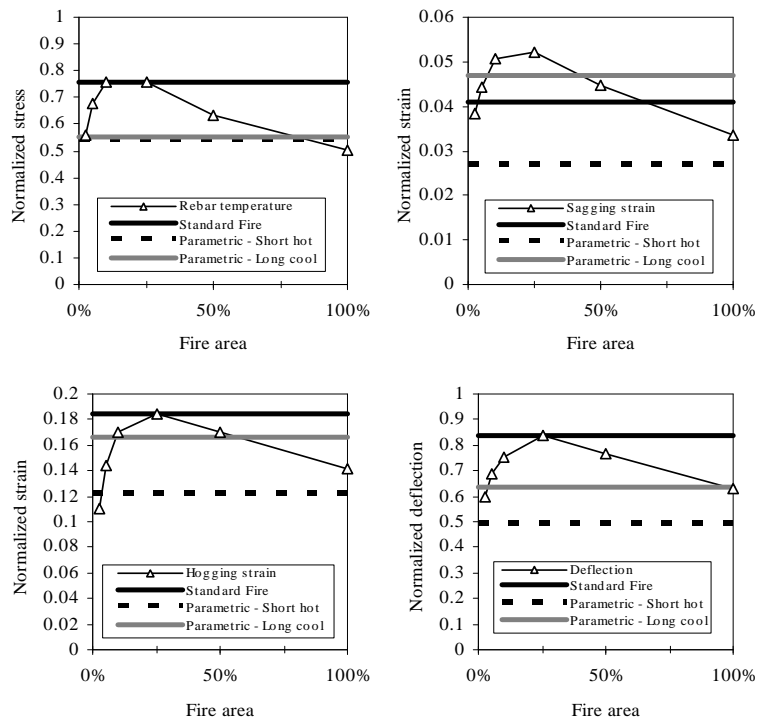 1
0.9
0.8
0.7
0.6
0.5
0.4
0.3
0.2
0.1
0
Normalized stress
Rebar temperature
Standard Fire
Parametric - Short hot
Parametric - Long cool
0% 50% 100%
Fire area
0.06
0.05
0.04
0.03
0.02
0.01
0
Normalized strain
Sagging strain
Standard Fire
Parametric - Short hot
Parametric - Long cool
0% 50% 100%
Fire area
0.2
0.18
0.16
0.14
0.12
0.1
0.08
0.06
0.04
0.02
0
Normalized strain
Hogging strain
Standard Fire
Parametric - Short hot
Parametric - Long cool
0% 50% 100%
Fire area
1
0.9
0.8
0.7
0.6
0.5
0.4
0.3
0.2
0.1
0
Normalized deflection
Deflection
Standard Fire
Parametric - Short hot
Parametric - Long cool
0% 50% 100%
Fire area